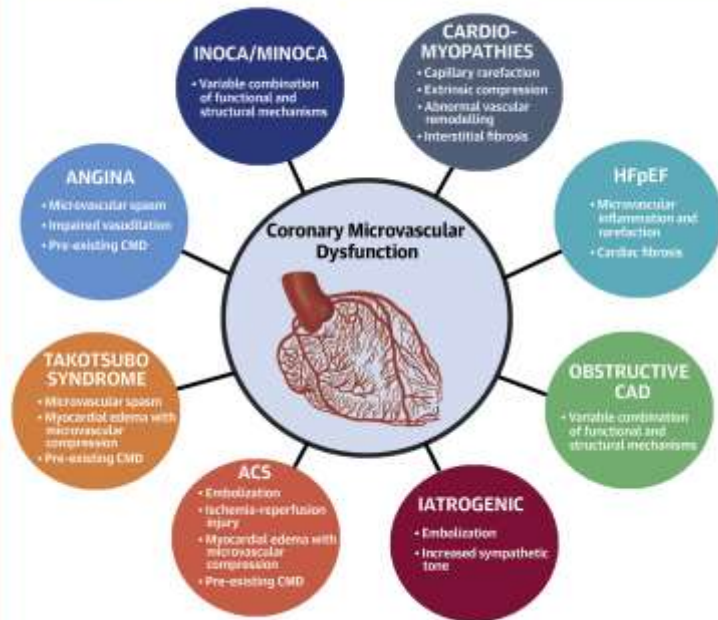 INOCA/MINOCA
• Variable combination
of functional and
structural mechanisms
CARDIO-
MYOPATHIES
• Capillary rarefaction
• Extrinsic compression
• Abnormal vascular
remodelling
• Interstitial fibrosis
ANGINA
• Microvascular spasm
• Impaired vasodilation
• Pre-existing CMD
HFpEF
• Microvascular
inflammation and
rarefaction
• Cardiac fibrosis
Coronary Microvascular
Dysfunction
TAKOTSUBO
SYNDROME
• Microvascular spasm
• Myocardial edema with
microvascular
compression
• Pre-existing CMD
OBSTRUCTIVE
CAD
• Variable combination
of functional and
structural mechanisms
ACS
• Embolization
• Ischemia-reperfusion
injury
• Myocardial edema with
microvascular
compression
• Pre-existing CMD
IATROGENIC
• Embolization
• Increased sympathetic
tone